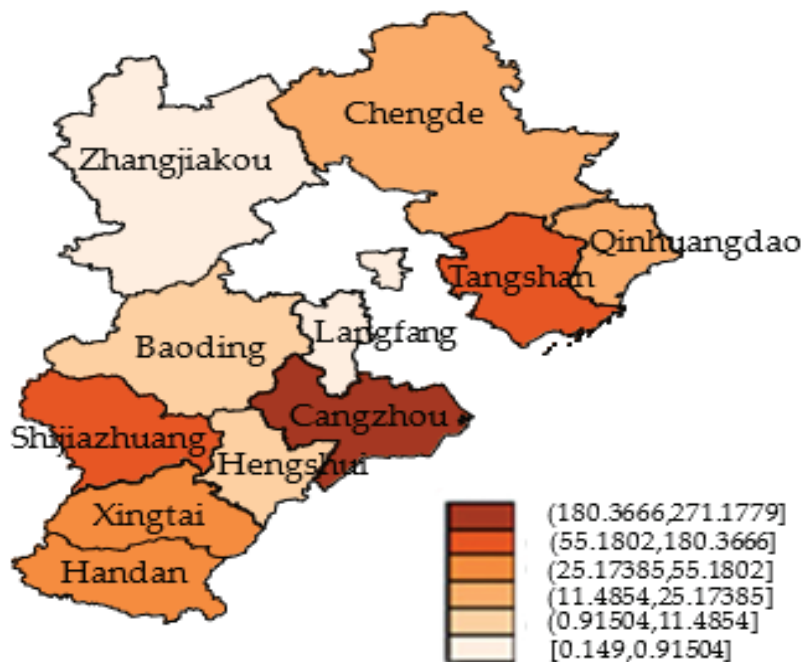 Chengde
Zhangjiakou
Qinhuangdao
Tangshan
Langfang
Baoding
Cangzhou
Shijiazhuang
Hengshui
Xingtai
Handan
(180.3666,271.1779]
(55.1802,180.3666]
(25.17385,55.1802]
(11.4854,25.17385]
(0.91504,11.4854]
[0.149,0.91504]